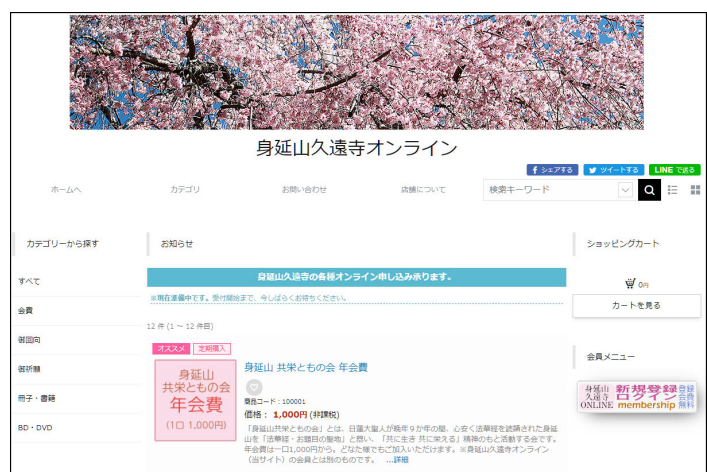 身延山久遠寺オンライン
シェアする ツイートする LINEで送る
ホームへ カテゴリ お問い合わせ 店舗について 検索キーワード
カテゴリーから探す
すべて
会費
御回向
御祈願
冊子・書籍
BD・DVD
お知らせ
身延山久遠寺の各種オンライン申し込み承ります。
※現在準備中です。受付開始まで、今しばらくお待ちください。
12 件 (1 ～ 12 件目)
オススメ 定期購入
身延山
共栄ともの会
年会費
(1口 1,000円)
身延山 共栄ともの会 年会費
商品コード：100001
価格： 1,000円 (非課税)
「身延山共栄ともの会」とは、日蓮大聖人が晩年９か年の間、心安く法華経を読誦された身延
山を「法華経・お題目の聖地」と想い、「共に生き 共に栄える」精神のもと活動する会です。
年会費は一口1,000円から。どなた様でもご加入いただけます。※身延山久遠寺オンライン
（当サイト）の会員とは別のものです。 ...詳細
ショッピングカート
0円
カートを見る
会員メニュー
身延山
久遠寺
ONLINE
新規登録
ログイン
membership
登録
会費
無料